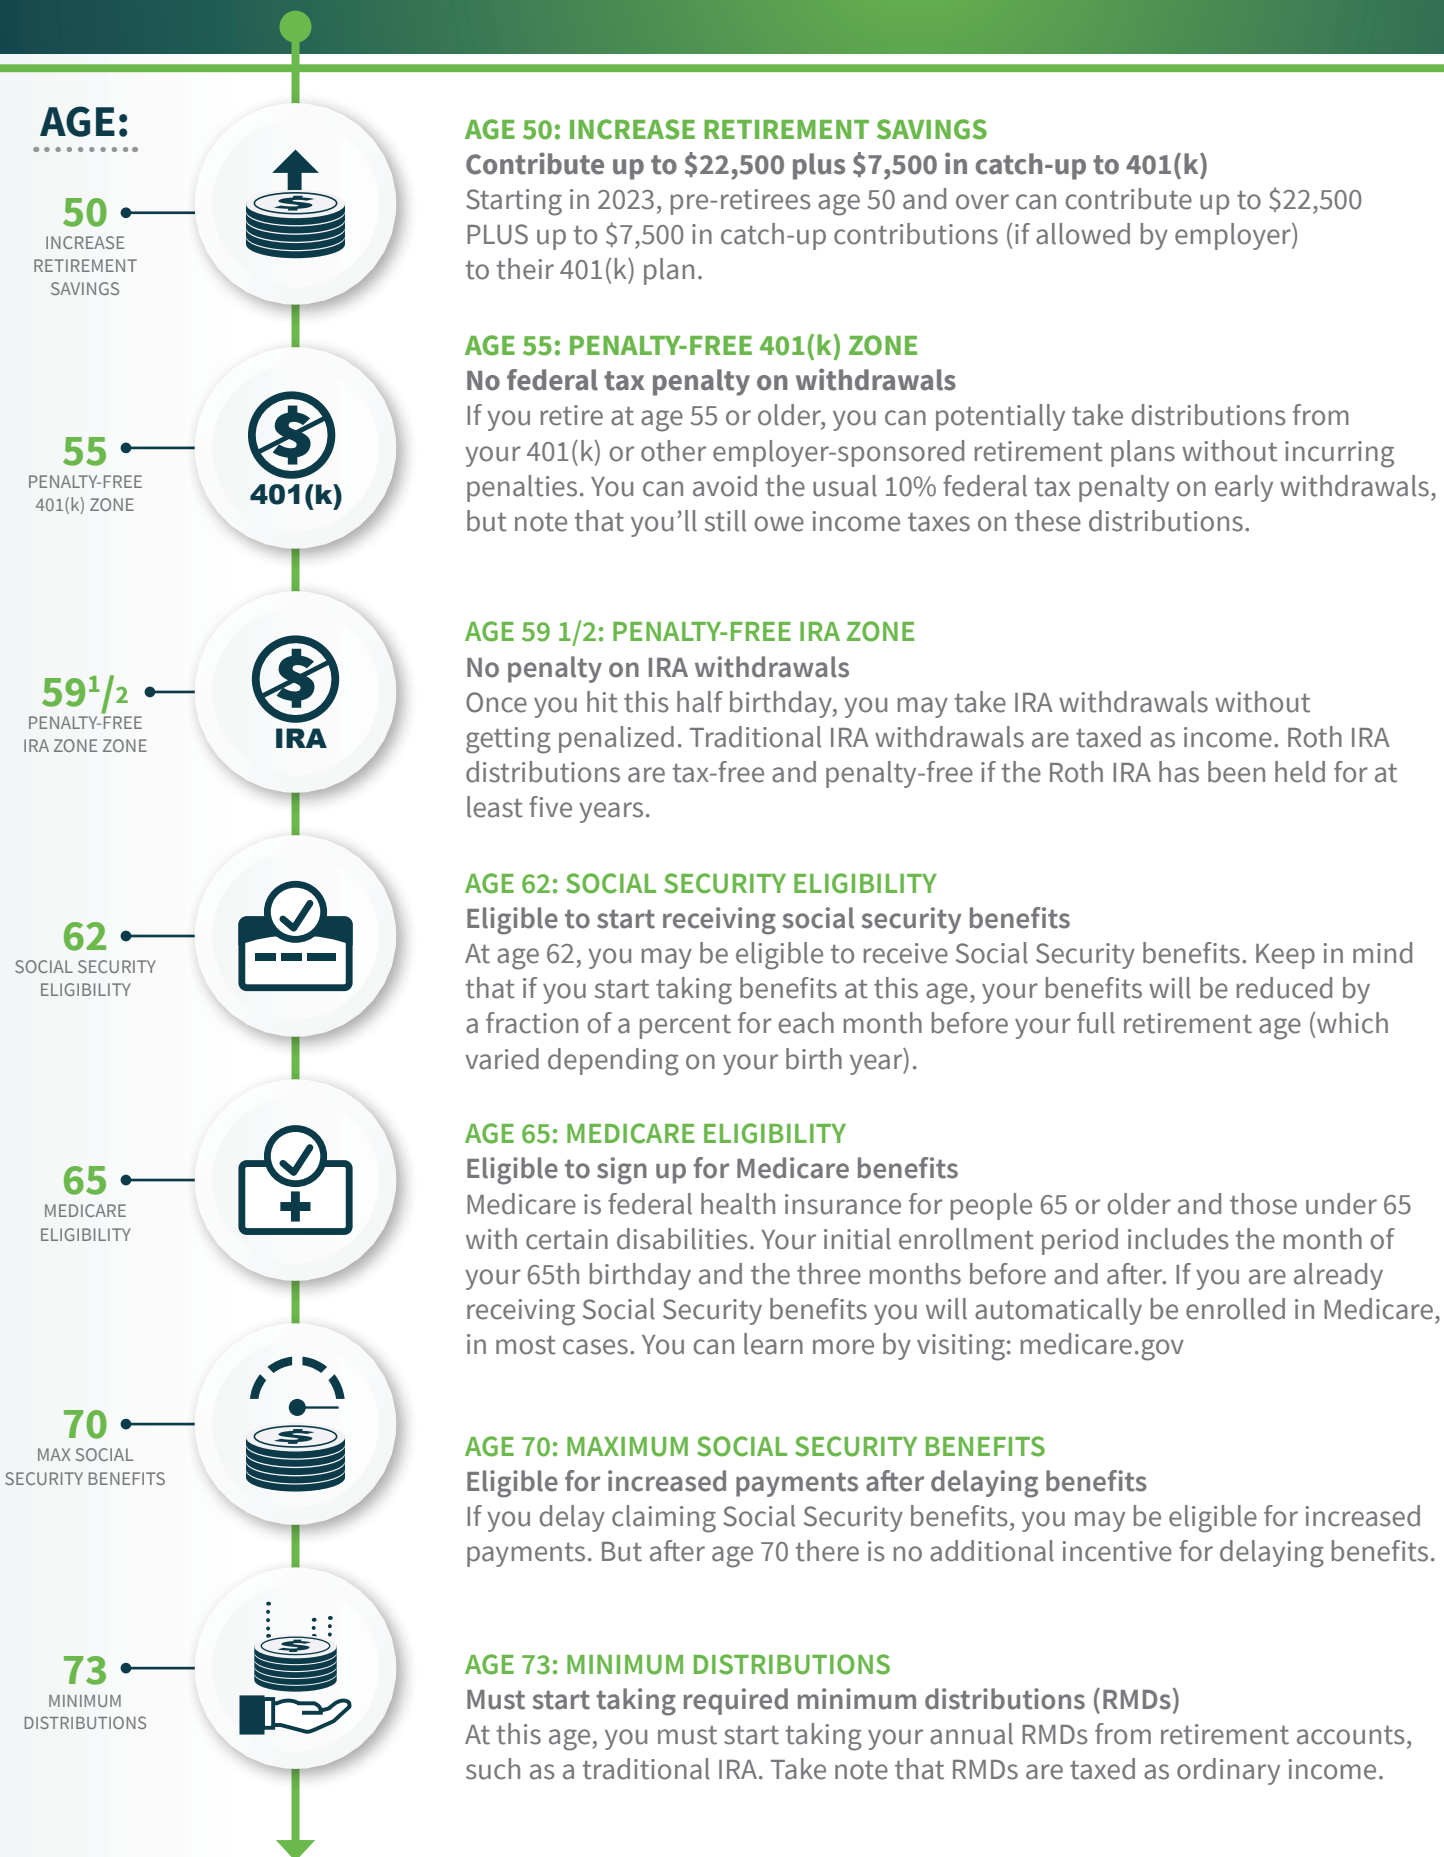 AGE:
50
INCREASE
RETIREMENT
SAVINGS
AGE 50: INCREASE RETIREMENT SAVINGS
Contribute up to $22,500 plus $7,500 in catch-up to 401(k)
Starting in 2023, pre-retirees age 50 and over can contribute up to $22,500
PLUS up to $7,500 in catch-up contributions (if allowed by employer)
to their 401(k) plan.
55
PENALTY-FREE
401(k) ZONE
$
401(k)
AGE 55: PENALTY-FREE 401(k) ZONE
No federal tax penalty on withdrawals
If you retire at age 55 or older, you can potentially take distributions from
your 401(k) or other employer-sponsored retirement plans without incurring
penalties. You can avoid the usual 10% federal tax penalty on early withdrawals,
but note that you’ll still owe income taxes on these distributions.
59 1/2
PENALTY-FREE
IRA ZONE ZONE
$
IRA
AGE 59 1/2: PENALTY-FREE IRA ZONE
No penalty on IRA withdrawals
Once you hit this half birthday, you may take IRA withdrawals without
getting penalized. Traditional IRA withdrawals are taxed as income. Roth IRA
distributions are tax-free and penalty-free if the Roth IRA has been held for at
least five years.
62
SOCIAL SECURITY
ELIGIBILITY
AGE 62: SOCIAL SECURITY ELIGIBILITY
Eligible to start receiving social security benefits
At age 62, you may be eligible to receive Social Security benefits. Keep in mind
that if you start taking benefits at this age, your benefits will be reduced by
a fraction of a percent for each month before your full retirement age (which
varied depending on your birth year).
65
MEDICARE
ELIGIBILITY
AGE 65: MEDICARE ELIGIBILITY
Eligible to sign up for Medicare benefits
Medicare is federal health insurance for people 65 or older and those under 65
with certain disabilities. Your initial enrollment period includes the month of
your 65th birthday and the three months before and after. If you are already
receiving Social Security benefits you will automatically be enrolled in Medicare,
in most cases. You can learn more by visiting: medicare.gov
70
MAX SOCIAL
SECURITY BENEFITS
$
AGE 70: MAXIMUM SOCIAL SECURITY BENEFITS
Eligible for increased payments after delaying benefits
If you delay claiming Social Security benefits, you may be eligible for increased
payments. But after age 70 there is no additional incentive for delaying benefits.
73
MINIMUM
DISTRIBUTIONS
$
AGE 73: MINIMUM DISTRIBUTIONS
Must start taking required minimum distributions (RMDs)
At this age, you must start taking your annual RMDs from retirement accounts,
such as a traditional IRA. Take note that RMDs are taxed as ordinary income.